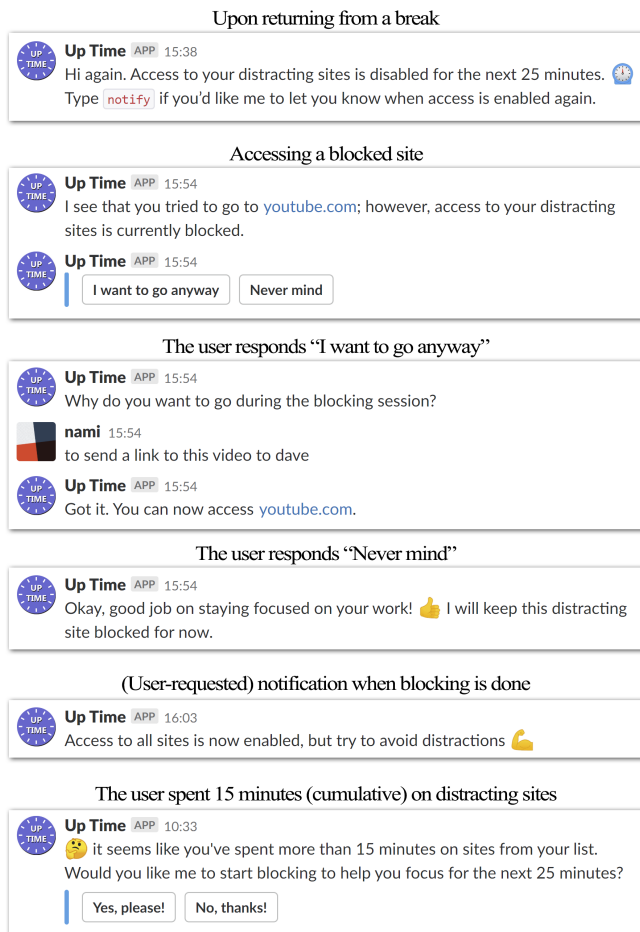 Upon returning from a break
UP TIME
Up Time APP 15:38
Hi again. Access to your distracting sites is disabled for the next 25 minutes.
Type notify if you’d like me to let you know when access is enabled again.
Accessing a blocked site
UP TIME
Up Time APP 15:54
I see that you tried to go to youtube.com; however, access to your distracting
sites is currently blocked.
UP TIME
Up Time APP 15:54
I want to go anyway Never mind
The user responds “I want to go anyway”
UP TIME
Up Time APP 15:54
Why do you want to go during the blocking session?
nami 15:54
to send a link to this video to dave
UP TIME
Up Time APP 15:54
Got it. You can now access youtube.com.
The user responds “Never mind”
UP TIME
Up Time APP 15:54
Okay, good job on staying focused on your work! 👍 I will keep this distracting
site blocked for now.
(User-requested) notification when blocking is done
UP TIME
Up Time APP 16:03
Access to all sites is now enabled, but try to avoid distractions 💪
The user spent 15 minutes (cumulative) on distracting sites
UP TIME
Up Time APP 10:33
🤔 it seems like you've spent more than 15 minutes on sites from your list.
Would you like me to start blocking to help you focus for the next 25 minutes?
Yes, please! No, thanks!